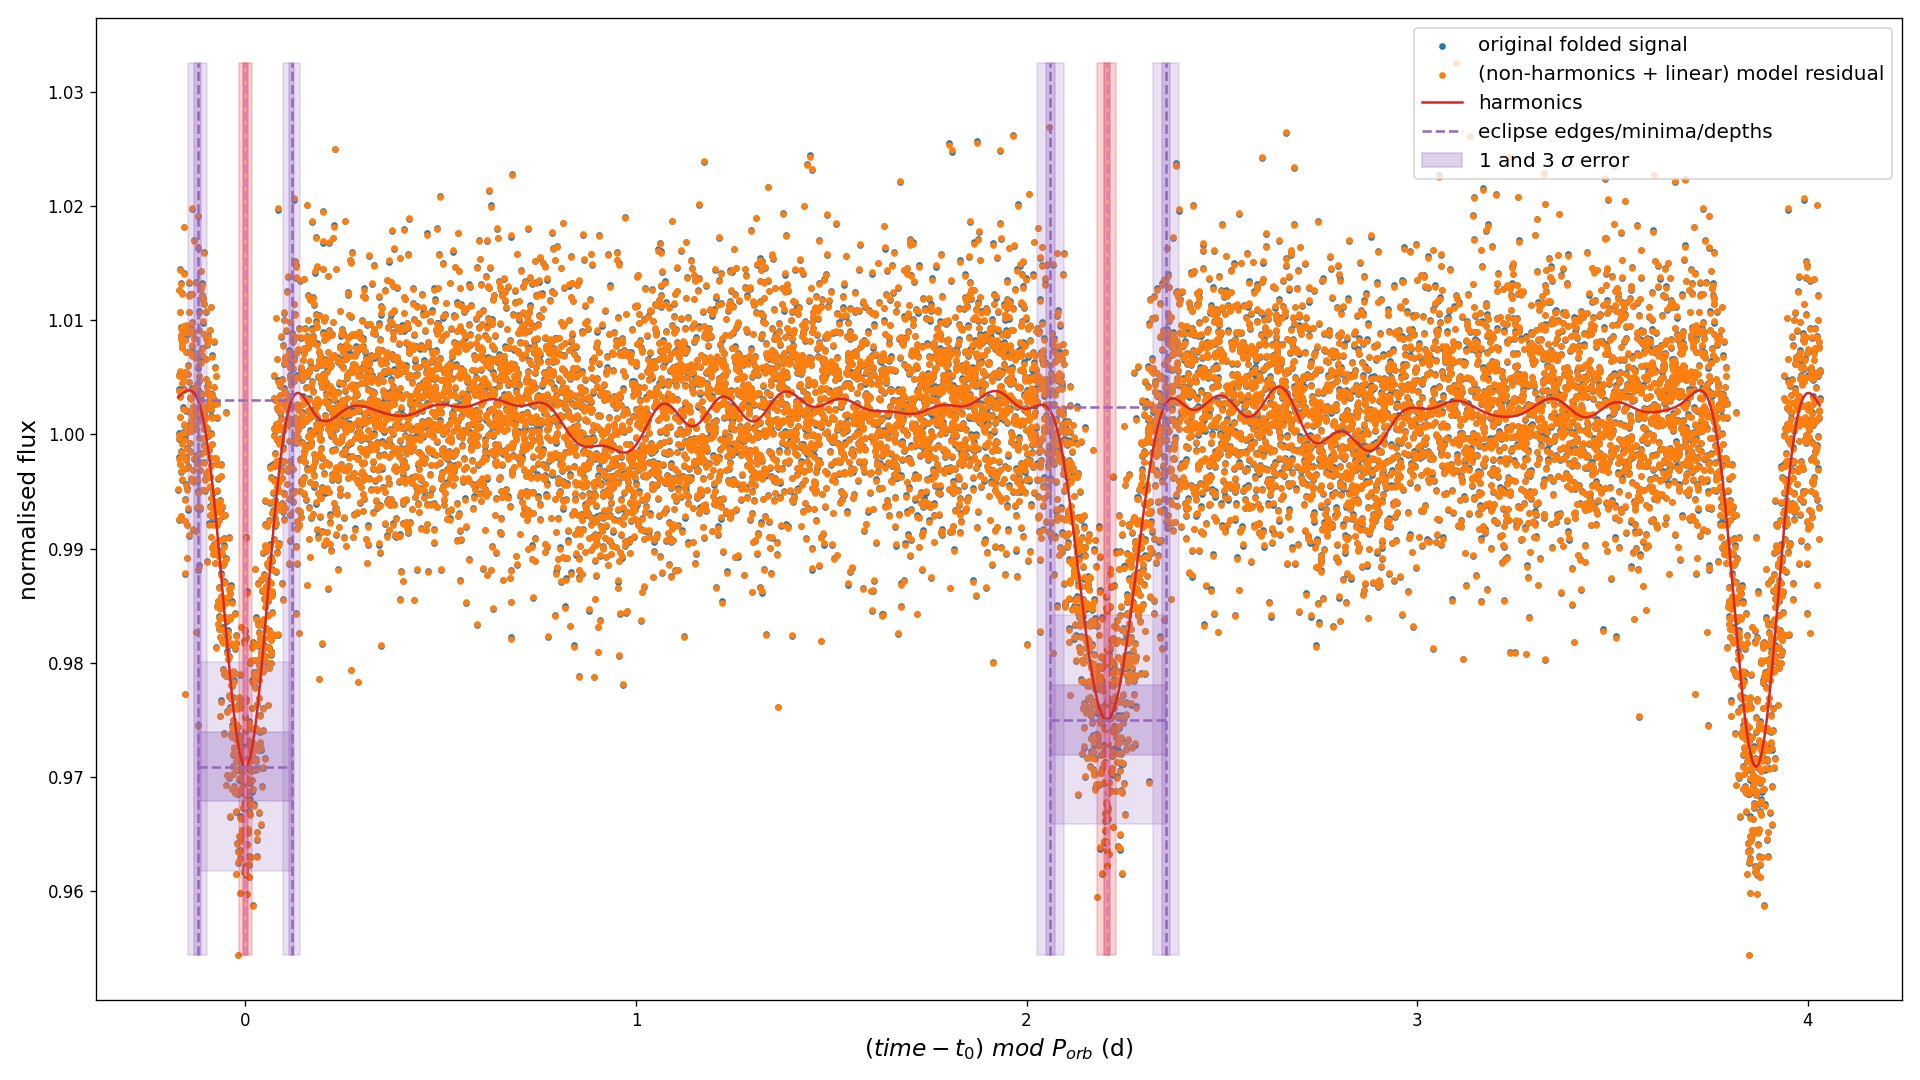 original folded signal
(non-harmonics + linear) model residual
harmonics
eclipse edges/minima/depths
1 and 3 σ error
normalised flux
1.03
1.02
1.01
1.00
0.99
0.98
0.97
0.96
0 1 2 3 4
(time − t₀) mod Pₒᵣb (d)